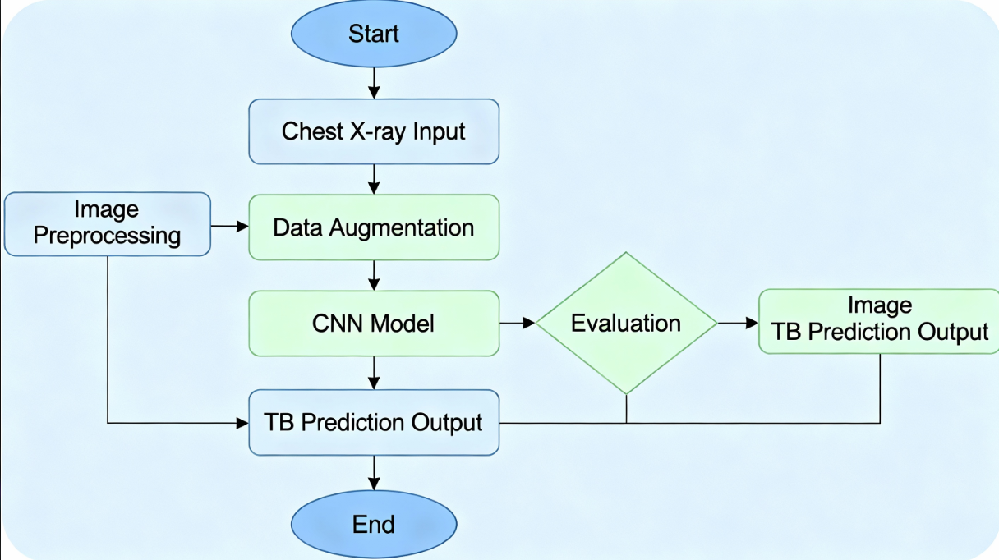 Start
Chest X-ray Input
Image
Preprocessing
Data Augmentation
CNN Model
Evaluation
Image
TB Prediction Output
TB Prediction Output
End